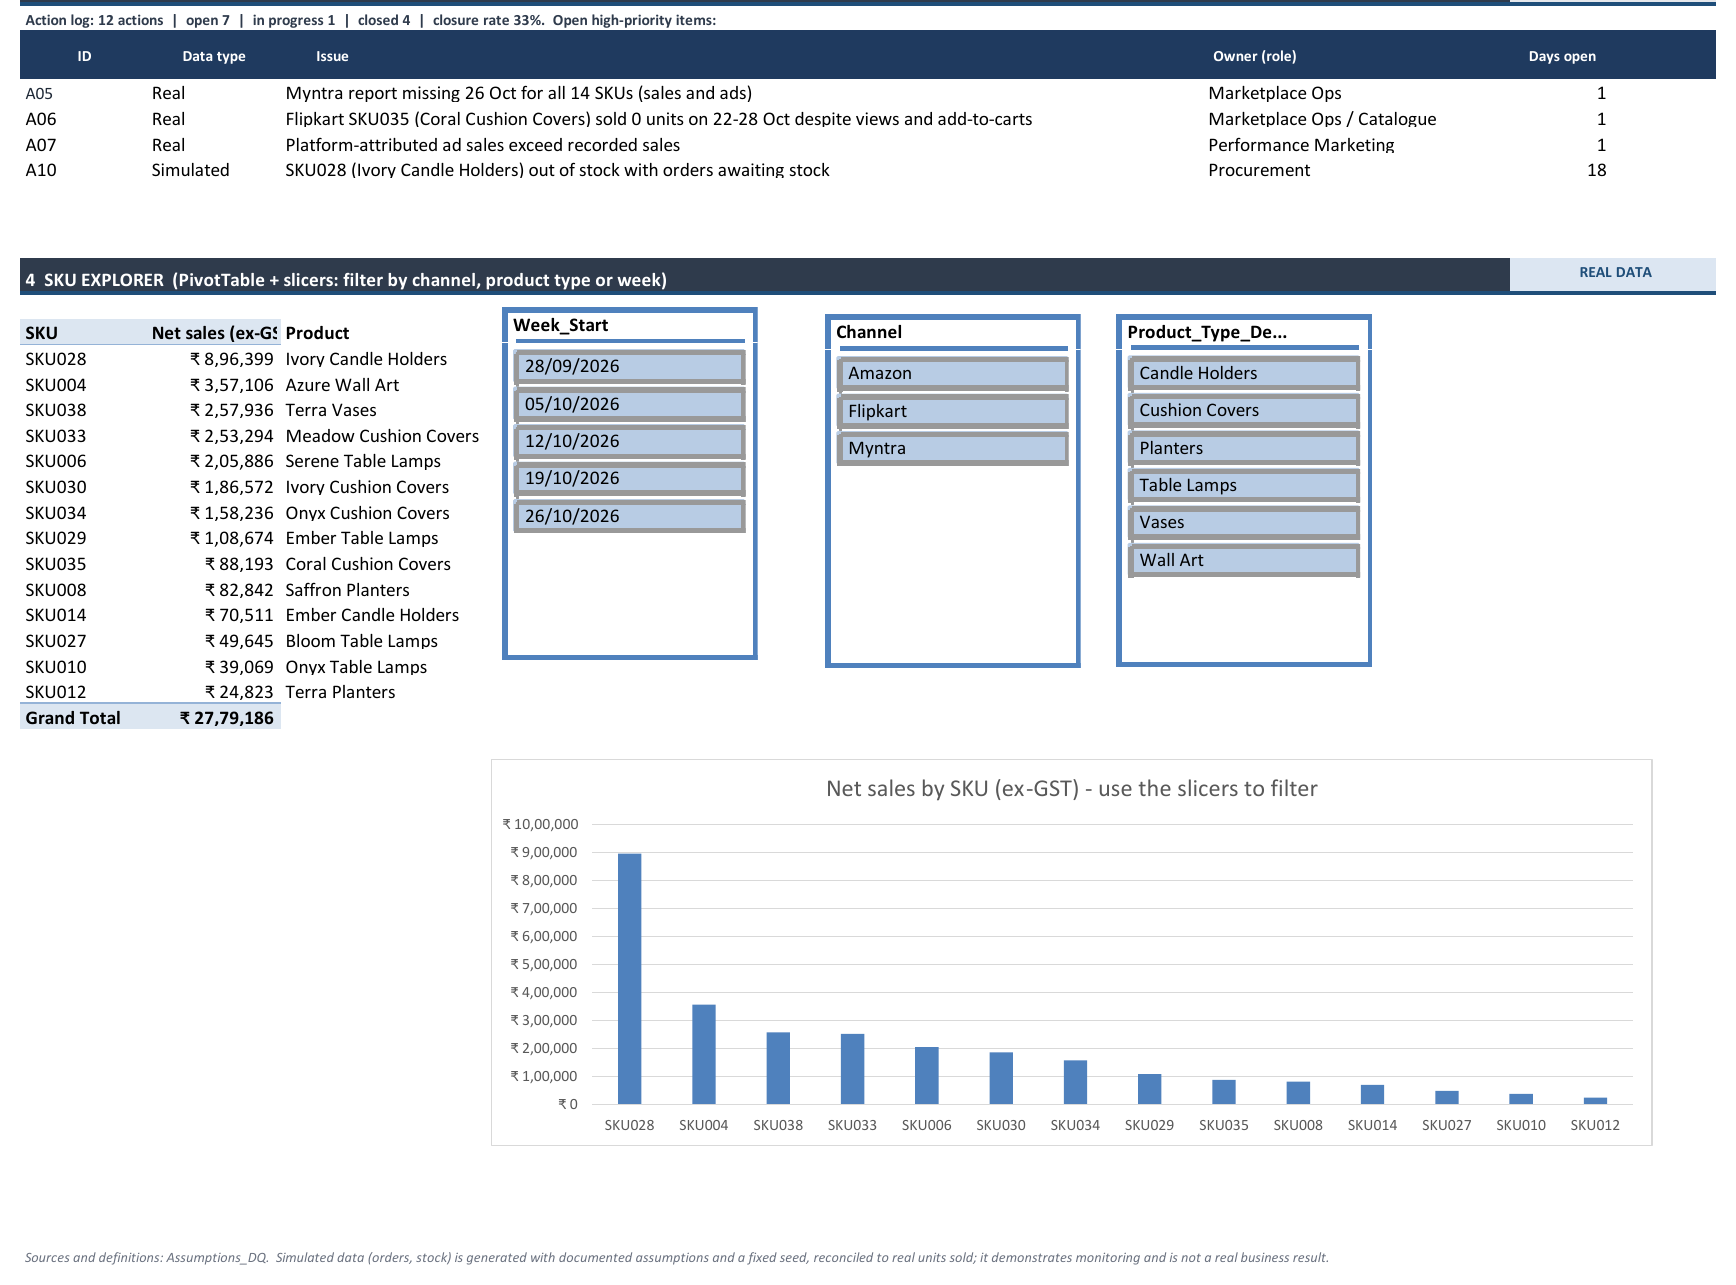 Action log: 12 actions | open 7 | in progress 1 | closed 4 | closure rate 33%. Open high-priority items:
ID Data type Issue Owner (role) Days open
A05 Real Myntra report missing 26 Oct for all 14 SKUs (sales and ads) Marketplace Ops 1
A06 Real Flipkart SKU035 (Coral Cushion Covers) sold 0 units on 22-28 Oct despite views and add-to-carts Marketplace Ops / Catalogue 1
A07 Real Platform-attributed ad sales exceed recorded sales Performance Marketing 1
A10 Simulated SKU028 (Ivory Candle Holders) out of stock with orders awaiting stock Procurement 18
4 SKU EXPLORER (PivotTable + slicers: filter by channel, product type or week) REAL DATA
SKU Net sales (ex-GS Product
SKU028 ₹ 8,96,399 Ivory Candle Holders
SKU004 ₹ 3,57,106 Azure Wall Art
SKU038 ₹ 2,57,936 Terra Vases
SKU033 ₹ 2,53,294 Meadow Cushion Covers
SKU006 ₹ 2,05,886 Serene Table Lamps
SKU030 ₹ 1,86,572 Ivory Cushion Covers
SKU034 ₹ 1,58,236 Onyx Cushion Covers
SKU029 ₹ 1,08,674 Ember Table Lamps
SKU035 ₹ 88,193 Coral Cushion Covers
SKU008 ₹ 82,842 Saffron Planters
SKU014 ₹ 70,511 Ember Candle Holders
SKU027 ₹ 49,645 Bloom Table Lamps
SKU010 ₹ 39,069 Onyx Table Lamps
SKU012 ₹ 24,823 Terra Planters
Grand Total ₹ 27,79,186
Week_Start
28/09/2026
05/10/2026
12/10/2026
19/10/2026
26/10/2026
Channel
Amazon
Flipkart
Myntra
Product_Type_De...
Candle Holders
Cushion Covers
Planters
Table Lamps
Vases
Wall Art
Net sales by SKU (ex-GST) - use the slicers to filter
₹ 10,00,000
₹ 9,00,000
₹ 8,00,000
₹ 7,00,000
₹ 6,00,000
₹ 5,00,000
₹ 4,00,000
₹ 3,00,000
₹ 2,00,000
₹ 1,00,000
₹ 0
SKU028 SKU004 SKU038 SKU033 SKU006 SKU030 SKU034 SKU029 SKU035 SKU008 SKU014 SKU027 SKU010 SKU012
Sources and definitions: Assumptions_DQ. Simulated data (orders, stock) is generated with documented assumptions and a fixed seed, reconciled to real units sold; it demonstrates monitoring and is not a real business result.